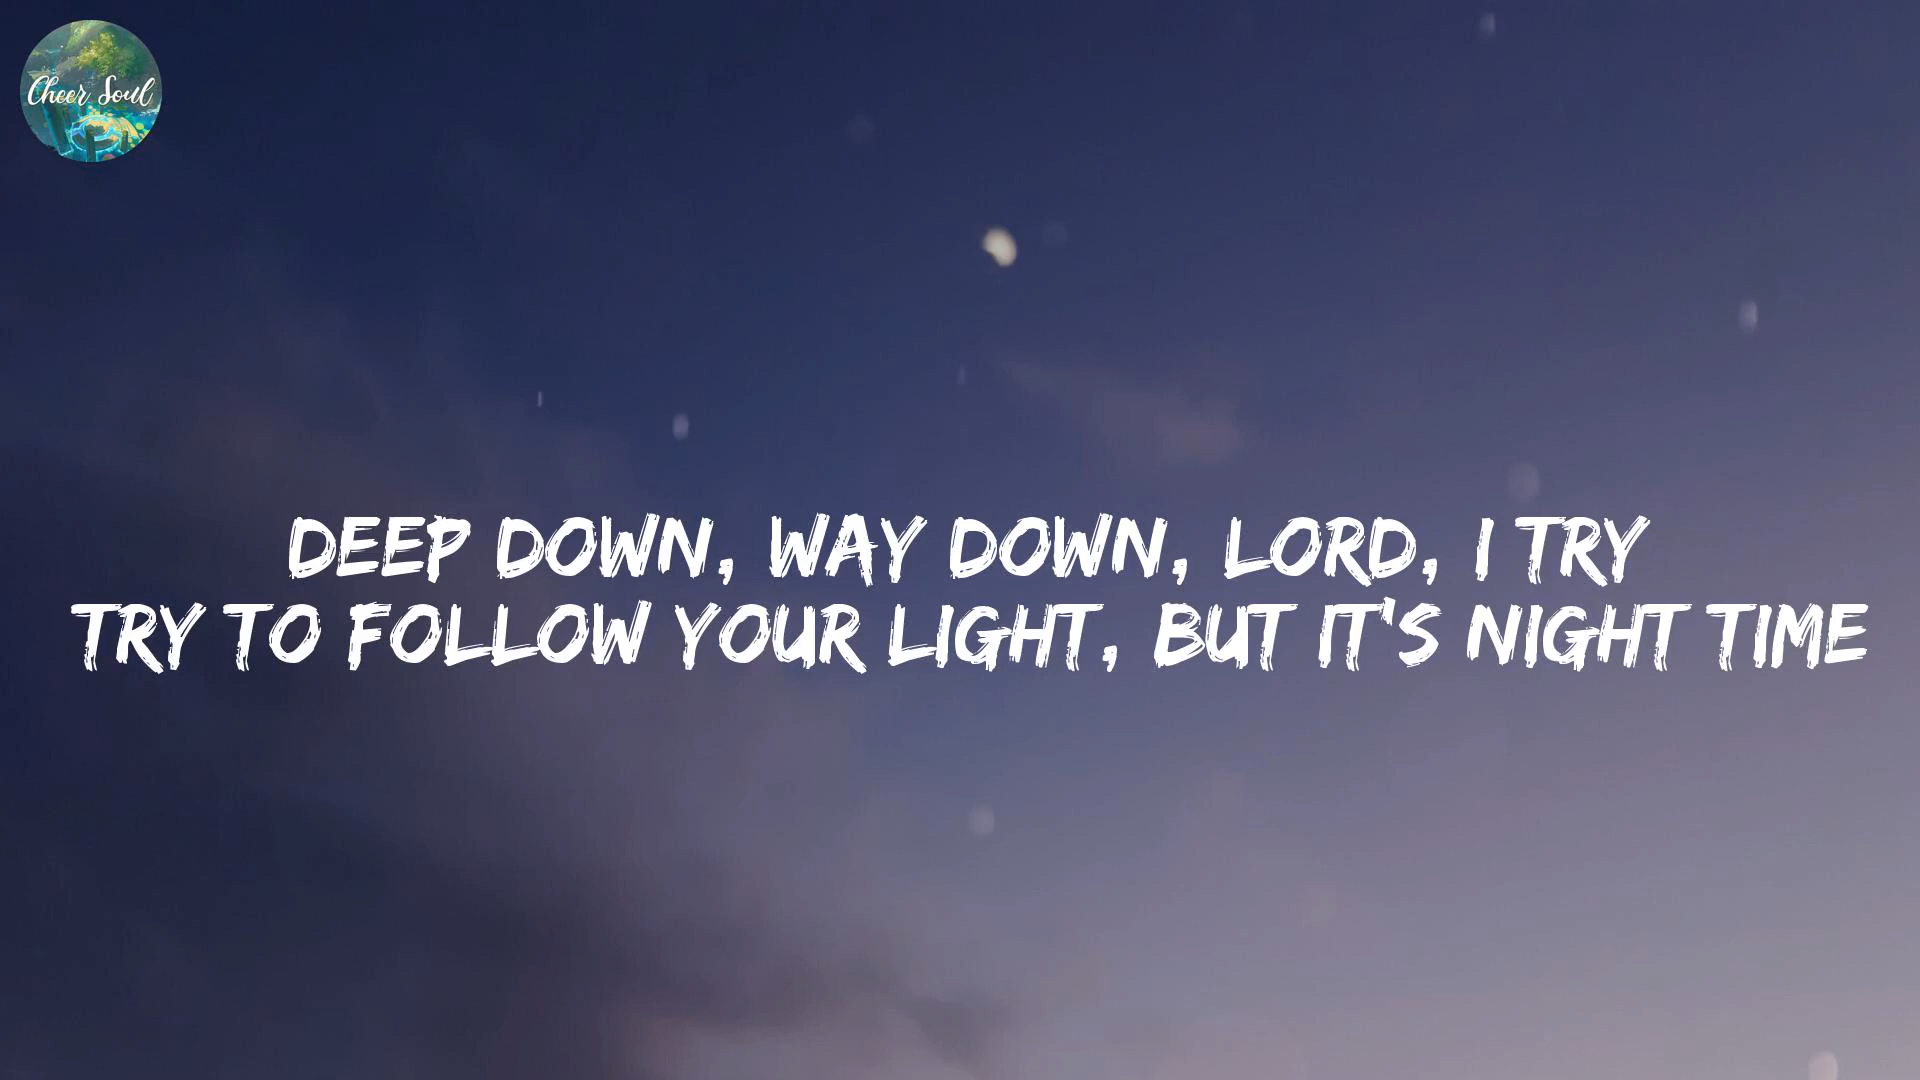 Cheer Soul
DEEP DOWN, WAY DOWN, LORD, I TRY
TRY TO FOLLOW YOUR LIGHT, BUT IT'S NIGHT TIME